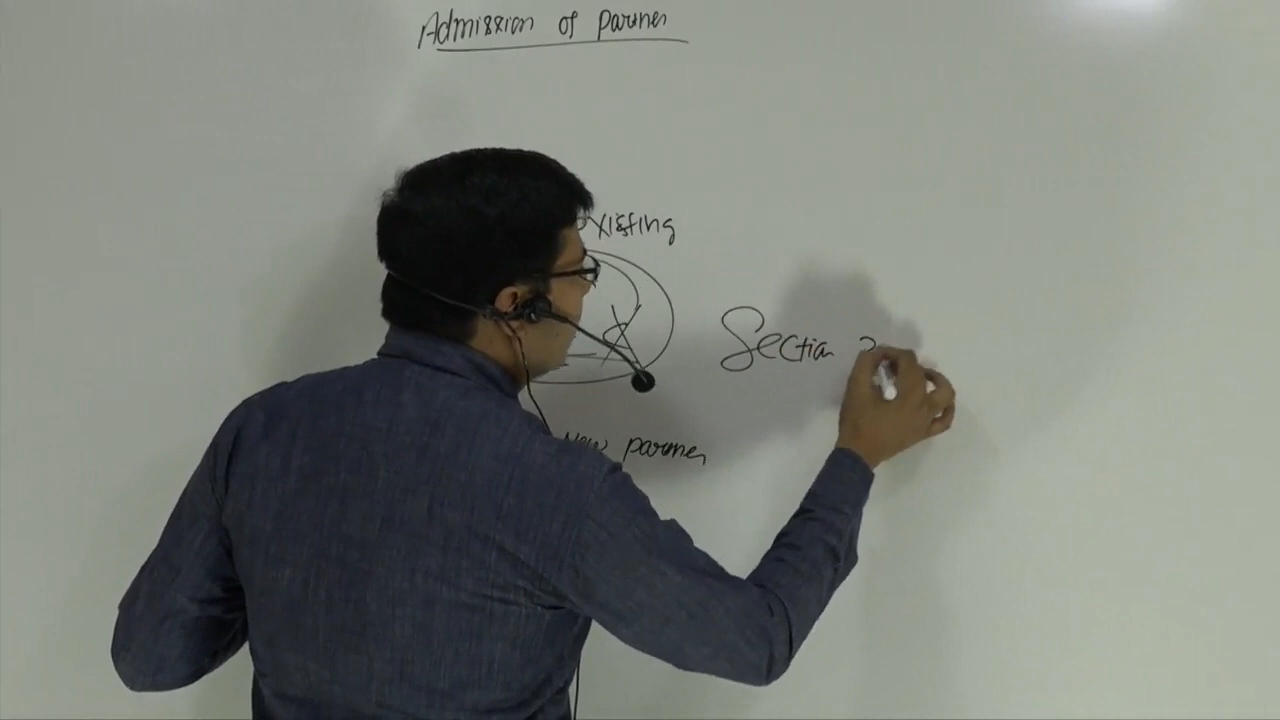 Admission of Partner
existing
Section
New partner